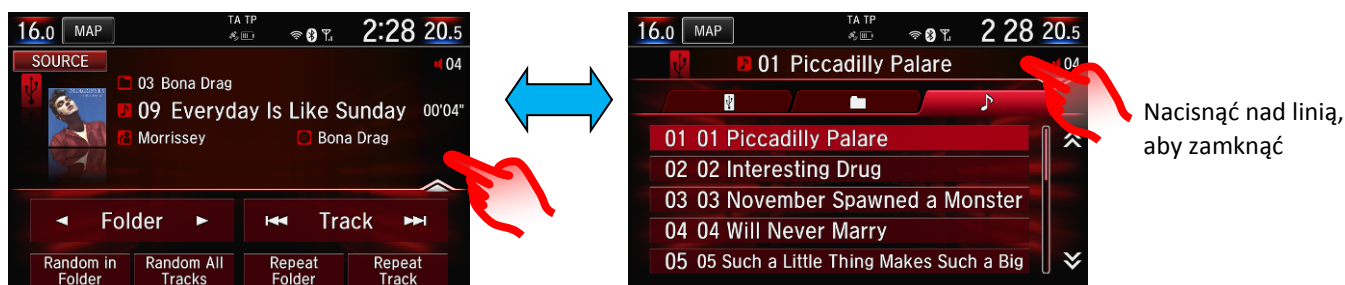 16.0 MAP TA TP 2:28 20.5
SOURCE
04
03 Bona Drag
09 Everyday Is Like Sunday 00'04"
Morrissey Bona Drag
◄ Folder ►
⏮ Track ⏭
Random in Folder
Random All Tracks
Repeat Folder
Repeat Track
16.0 MAP TA TP 2 28 20.5
01 Piccadilly Palare 04
01 01 Piccadilly Palare
02 02 Interesting Drug
03 03 November Spawned a Monster
04 04 Will Never Marry
05 05 Such a Little Thing Makes Such a Big
Nacisnąć nad linią,
aby zamknąć